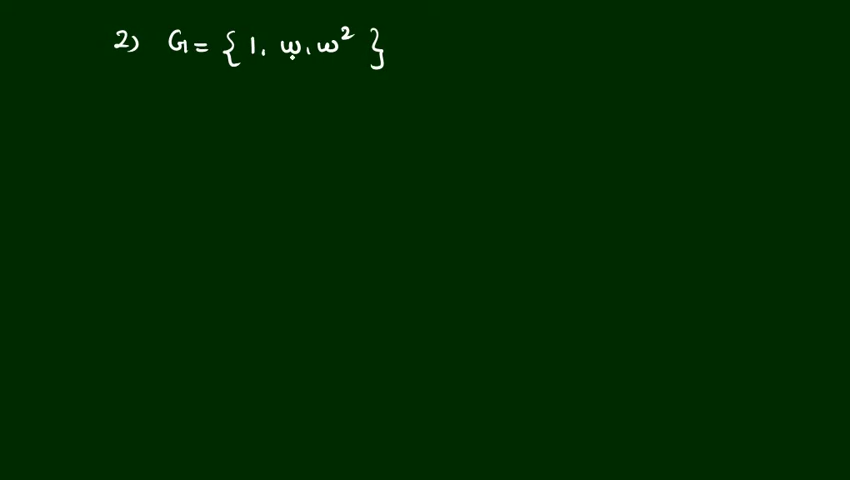 2) G = { 1, ω, ω² }